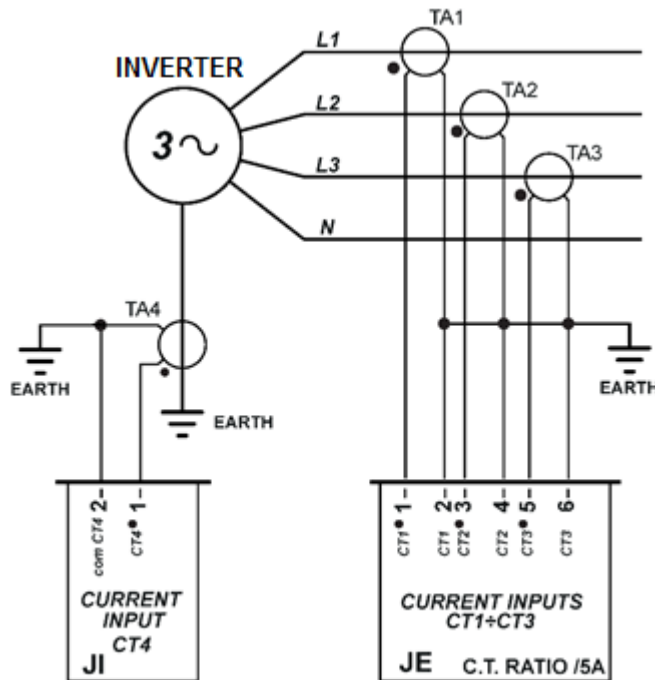 TA1
L1
INVERTER
TA2
L2
3
TA3
L3
N
TA4
EARTH
EARTH
EARTH
2
1
1
2
3
4
5
6
com CT4
CT4•
CT1•
CT1
CT2•
CT2
CT3•
CT3
CURRENT
INPUT
CT4
JI
CURRENT INPUTS
CT1÷CT3
JE C.T. RATIO /5A